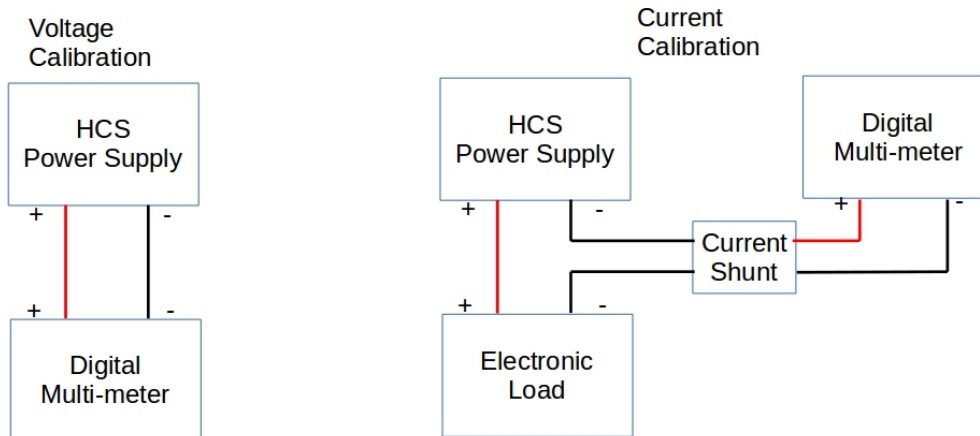 Voltage
Calibration
HCS
Power Supply
+ -
+ -
Digital
Multi-meter
Current
Calibration
HCS
Power Supply
Digital
Multi-meter
+ -
+ -
Current
Shunt
+ -
Electronic
Load